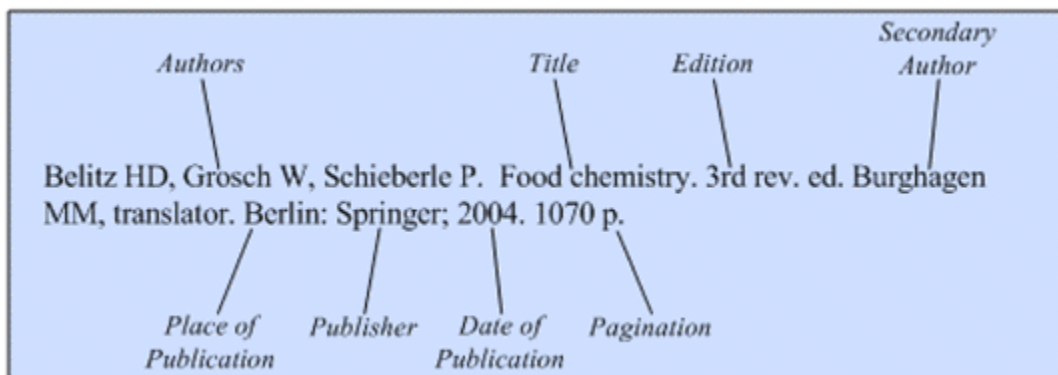 Secondary
Authors Title Edition Author
Belitz HD, Grosch W, Schieberle P. Food chemistry. 3rd rev. ed. Burghagen
MM, translator. Berlin: Springer; 2004. 1070 p.
Place of Publisher Date of Pagination
Publication Publication